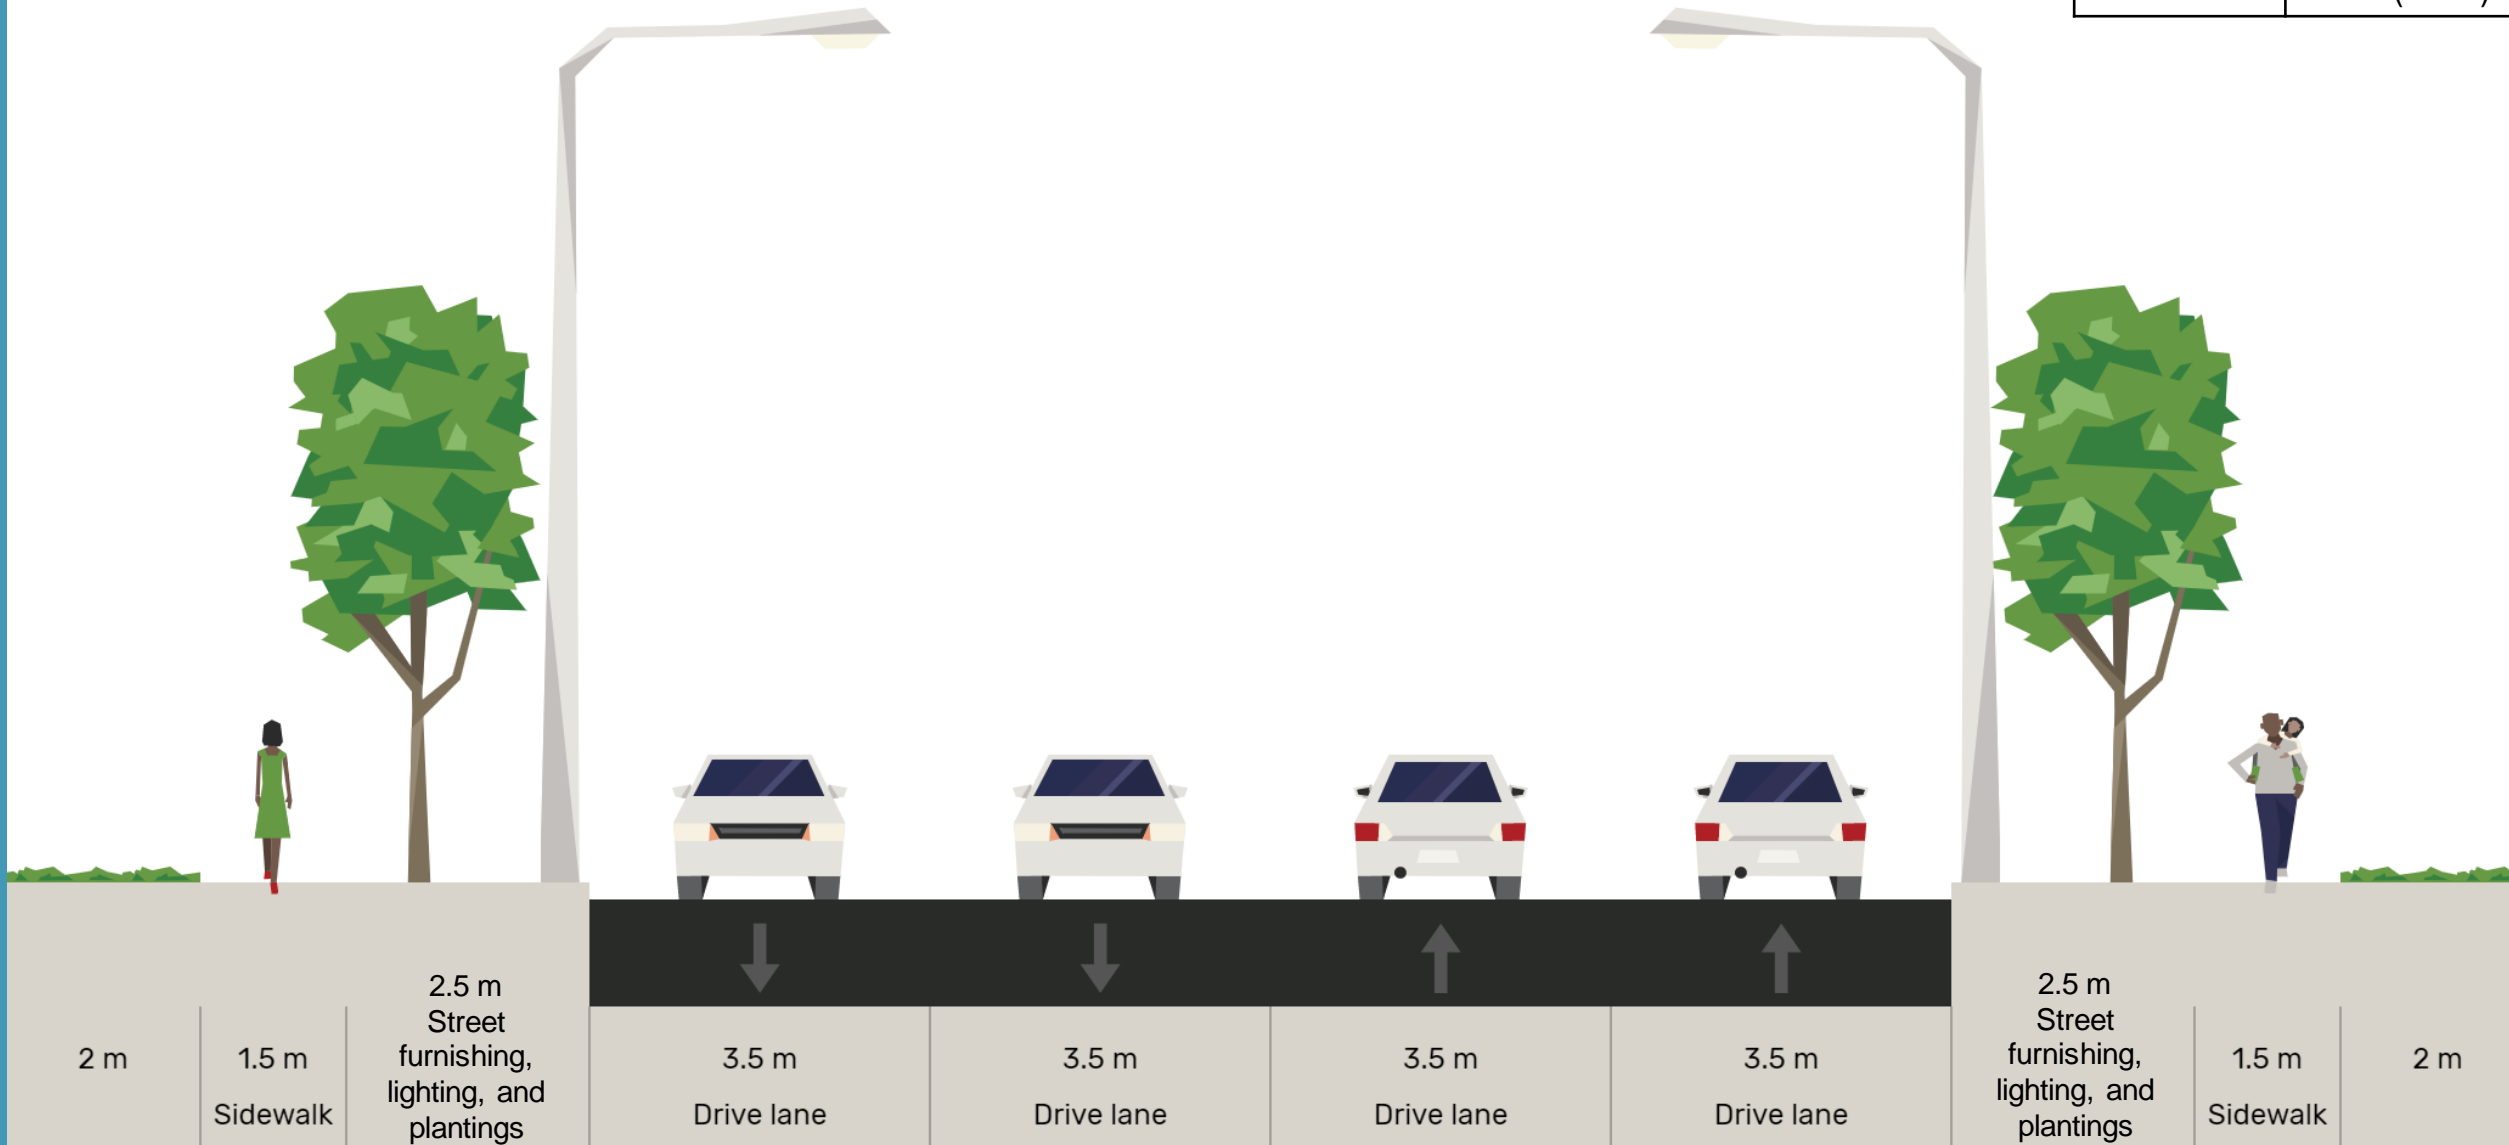 2 m
1.5 m
Sidewalk
2.5 m
Street
furnishing,
lighting, and
plantings
3.5 m
Drive lane
3.5 m
Drive lane
3.5 m
Drive lane
3.5 m
Drive lane
2.5 m
Street
furnishing,
lighting, and
plantings
1.5 m
Sidewalk
2 m